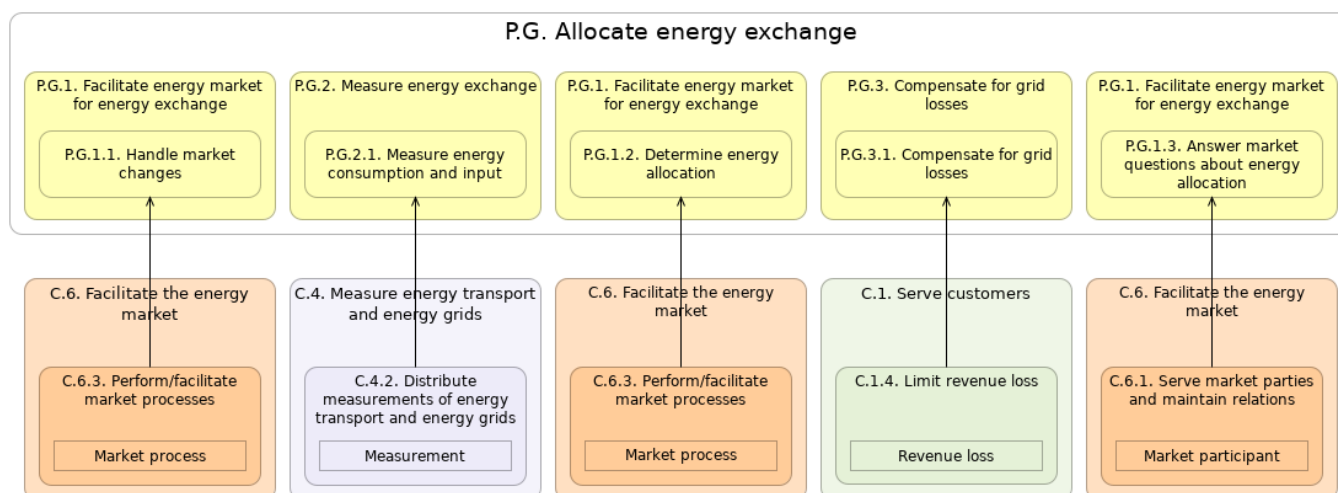 P.G. Allocate energy exchange
P.G.1. Facilitate energy market
for energy exchange
P.G.1.1. Handle market
changes
P.G.2. Measure energy exchange
P.G.2.1. Measure energy
consumption and input
P.G.1. Facilitate energy market
for energy exchange
P.G.1.2. Determine energy
allocation
P.G.3. Compensate for grid
losses
P.G.3.1. Compensate for grid
losses
P.G.1. Facilitate energy market
for energy exchange
P.G.1.3. Answer market
questions about energy
allocation
C.6. Facilitate the energy
market
C.6.3. Perform/facilitate
market processes
Market process
C.4. Measure energy transport
and energy grids
C.4.2. Distribute
measurements of energy
transport and energy grids
Measurement
C.6. Facilitate the energy
market
C.6.3. Perform/facilitate
market processes
Market process
C.1. Serve customers
C.1.4. Limit revenue loss
Revenue loss
C.6. Facilitate the energy
market
C.6.1. Serve market parties
and maintain relations
Market participant